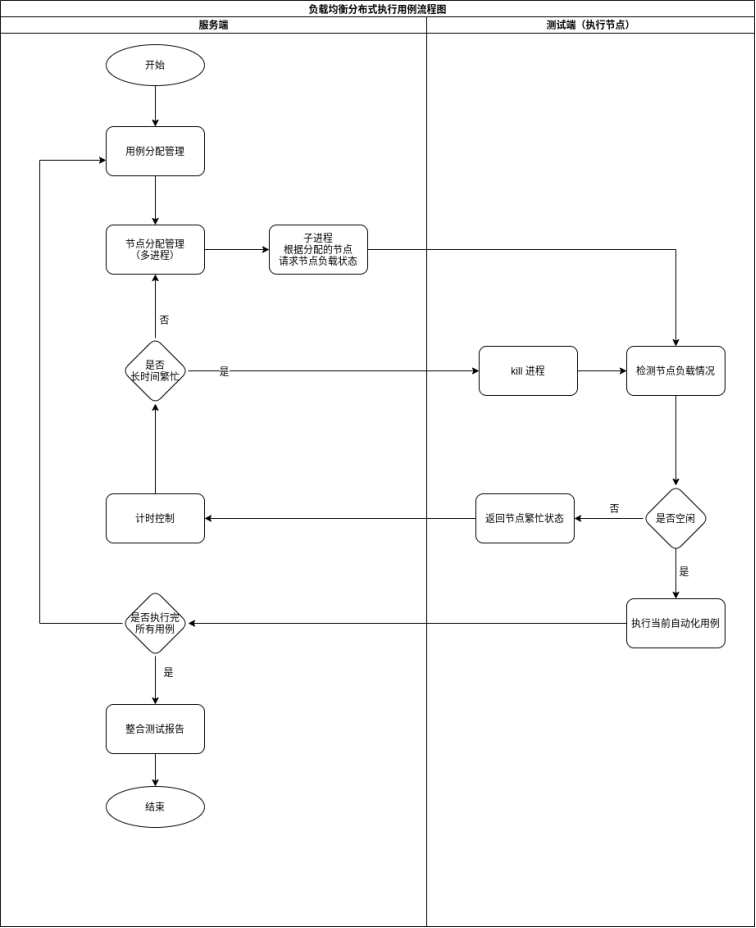 负载均衡分布式执行用例流程图
服务端
测试端（执行节点）
开始
用例分配管理
节点分配管理
（多进程）
子进程
根据分配的节点
请求节点负载状态
否
是否
长时间繁忙
是
kill 进程
检测节点负载情况
计时控制
返回节点繁忙状态
否
是否空闲
是
是否执行完
所有用例
执行当前自动化用例
是
整合测试报告
结束